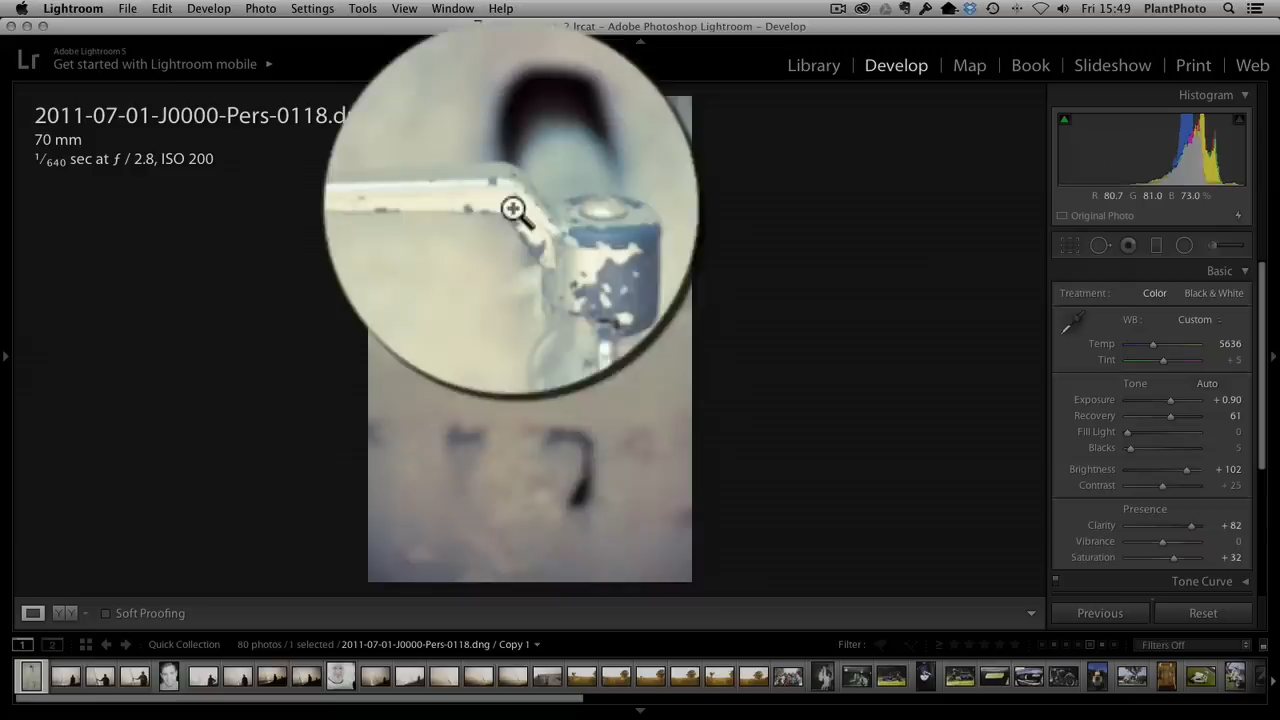 Lightroom File Edit Develop Photo Settings Tools View Window Help Fri 15:49 PlantPhoto
2.lrcat – Adobe Photoshop Lightroom – Develop
Lr Adobe Lightroom 5
Get started with Lightroom mobile
Library Develop Map Book Slideshow Print Web
2011-07-01-J0000-Pers-0118.d
70 mm
1/640 sec at ƒ / 2.8, ISO 200
Histogram
R 80.7 G 81.0 B 73.0 %
Original Photo
Basic
Treatment : Color Black & White
WB : Custom
Temp 5636
Tint + 5
Tone Auto
Exposure + 0.90
Recovery 61
Fill Light 0
Blacks 5
Brightness + 102
Contrast + 25
Presence
Clarity + 82
Vibrance 0
Saturation + 32
Tone Curve
Y Y Soft Proofing Previous Reset
1 2 Quick Collection 80 photos / 1 selected / 2011-07-01-J0000-Pers-0118.dng / Copy 1 Filter : Filters Off